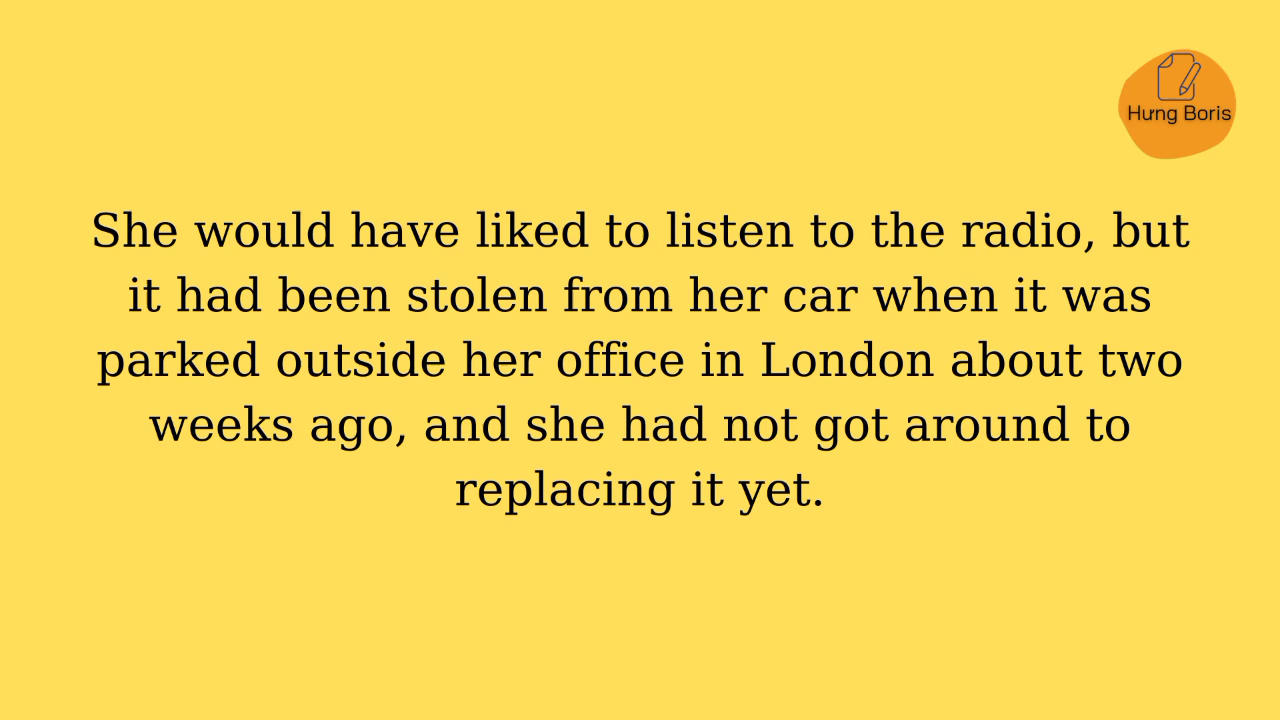 Hưng Boris
She would have liked to listen to the radio, but
it had been stolen from her car when it was
parked outside her office in London about two
weeks ago, and she had not got around to
replacing it yet.